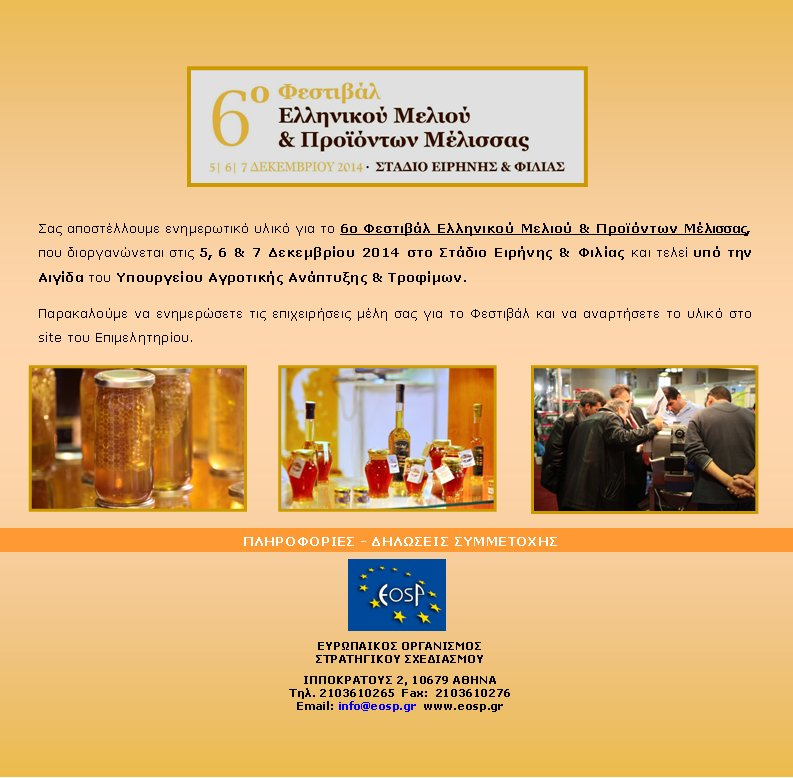 6ο Φεστιβάλ
Ελληνικού Μελιού
& Προϊόντων Μέλισσας
5| 6| 7 ΔΕΚΕΜΒΡΙΟΥ 2014 · ΣΤΑΔΙΟ ΕΙΡΗΝΗΣ & ΦΙΛΙΑΣ
Σας αποστέλλουμε ενημερωτικό υλικό για το 6ο Φεστιβάλ Ελληνικού Μελιού & Προϊόντων Μέλισσας,
που διοργανώνεται στις 5, 6 & 7 Δεκεμβρίου 2014 στο Στάδιο Ειρήνης & Φιλίας και τελεί υπό την
Αιγίδα του Υπουργείου Αγροτικής Ανάπτυξης & Τροφίμων.
Παρακαλούμε να ενημερώσετε τις επιχειρήσεις μέλη σας για το Φεστιβάλ και να αναρτήσετε το υλικό στο
site του Επιμελητηρίου.
ΠΛΗΡΟΦΟΡΙΕΣ - ΔΗΛΩΣΕΙΣ ΣΥΜΜΕΤΟΧΗΣ
EOSP
ΕΥΡΩΠΑΙΚΟΣ ΟΡΓΑΝΙΣΜΟΣ
ΣΤΡΑΤΗΓΙΚΟΥ ΣΧΕΔΙΑΣΜΟΥ
ΙΠΠΟΚΡΑΤΟΥΣ 2, 10679 ΑΘΗΝΑ
Τηλ. 2103610265 Fax: 2103610276
Email: info@eosp.gr www.eosp.gr